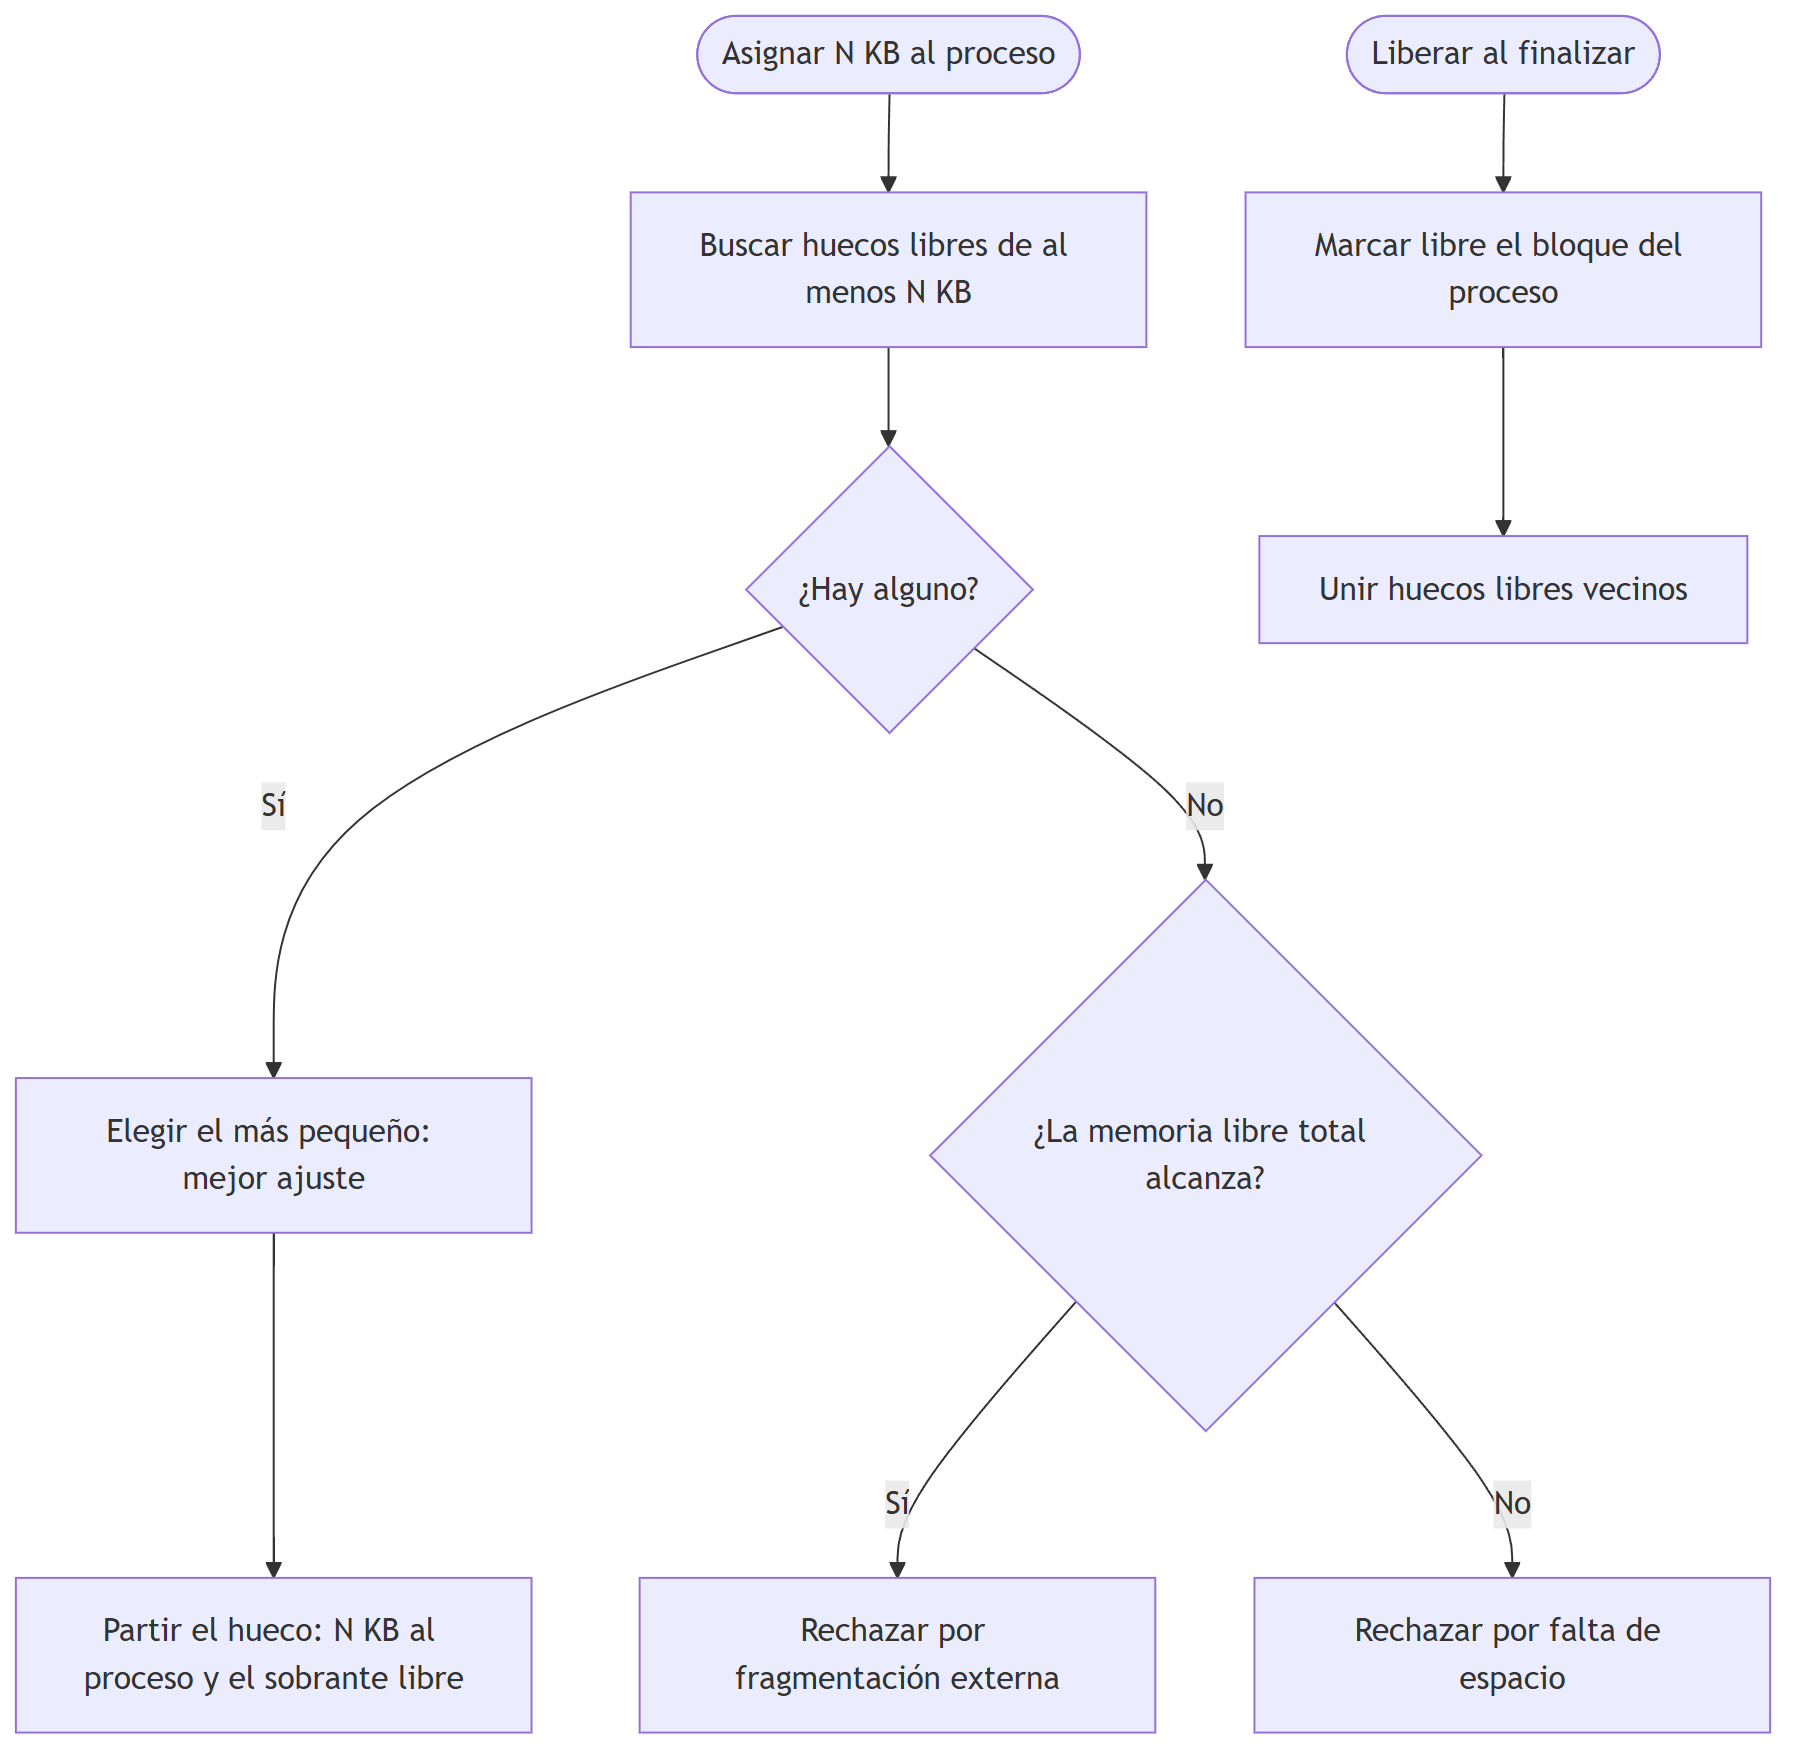 Asignar N KB al proceso
Liberar al finalizar
Buscar huecos libres de al
menos N KB
Marcar libre el bloque del
proceso
¿Hay alguno?
Unir huecos libres vecinos
Sí
No
Elegir el más pequeño:
mejor ajuste
¿La memoria libre total
alcanza?
Sí
No
Partir el hueco: N KB al
proceso y el sobrante libre
Rechazar por
fragmentación externa
Rechazar por falta de
espacio